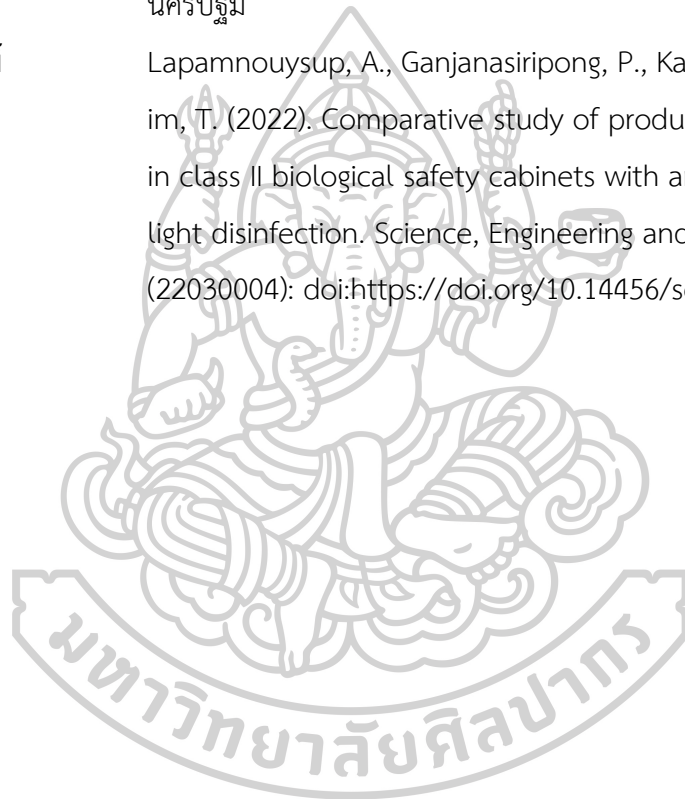 นครปฐม
Lapamnouysup, A., Ganjanasiripong, P., Ka
im, T. (2022). Comparative study of produ
in class II biological safety cabinets with a
light disinfection. Science, Engineering and
(22030004): doi:https://doi.org/10.14456/s
มหาวิทยาลัยศิลปากร